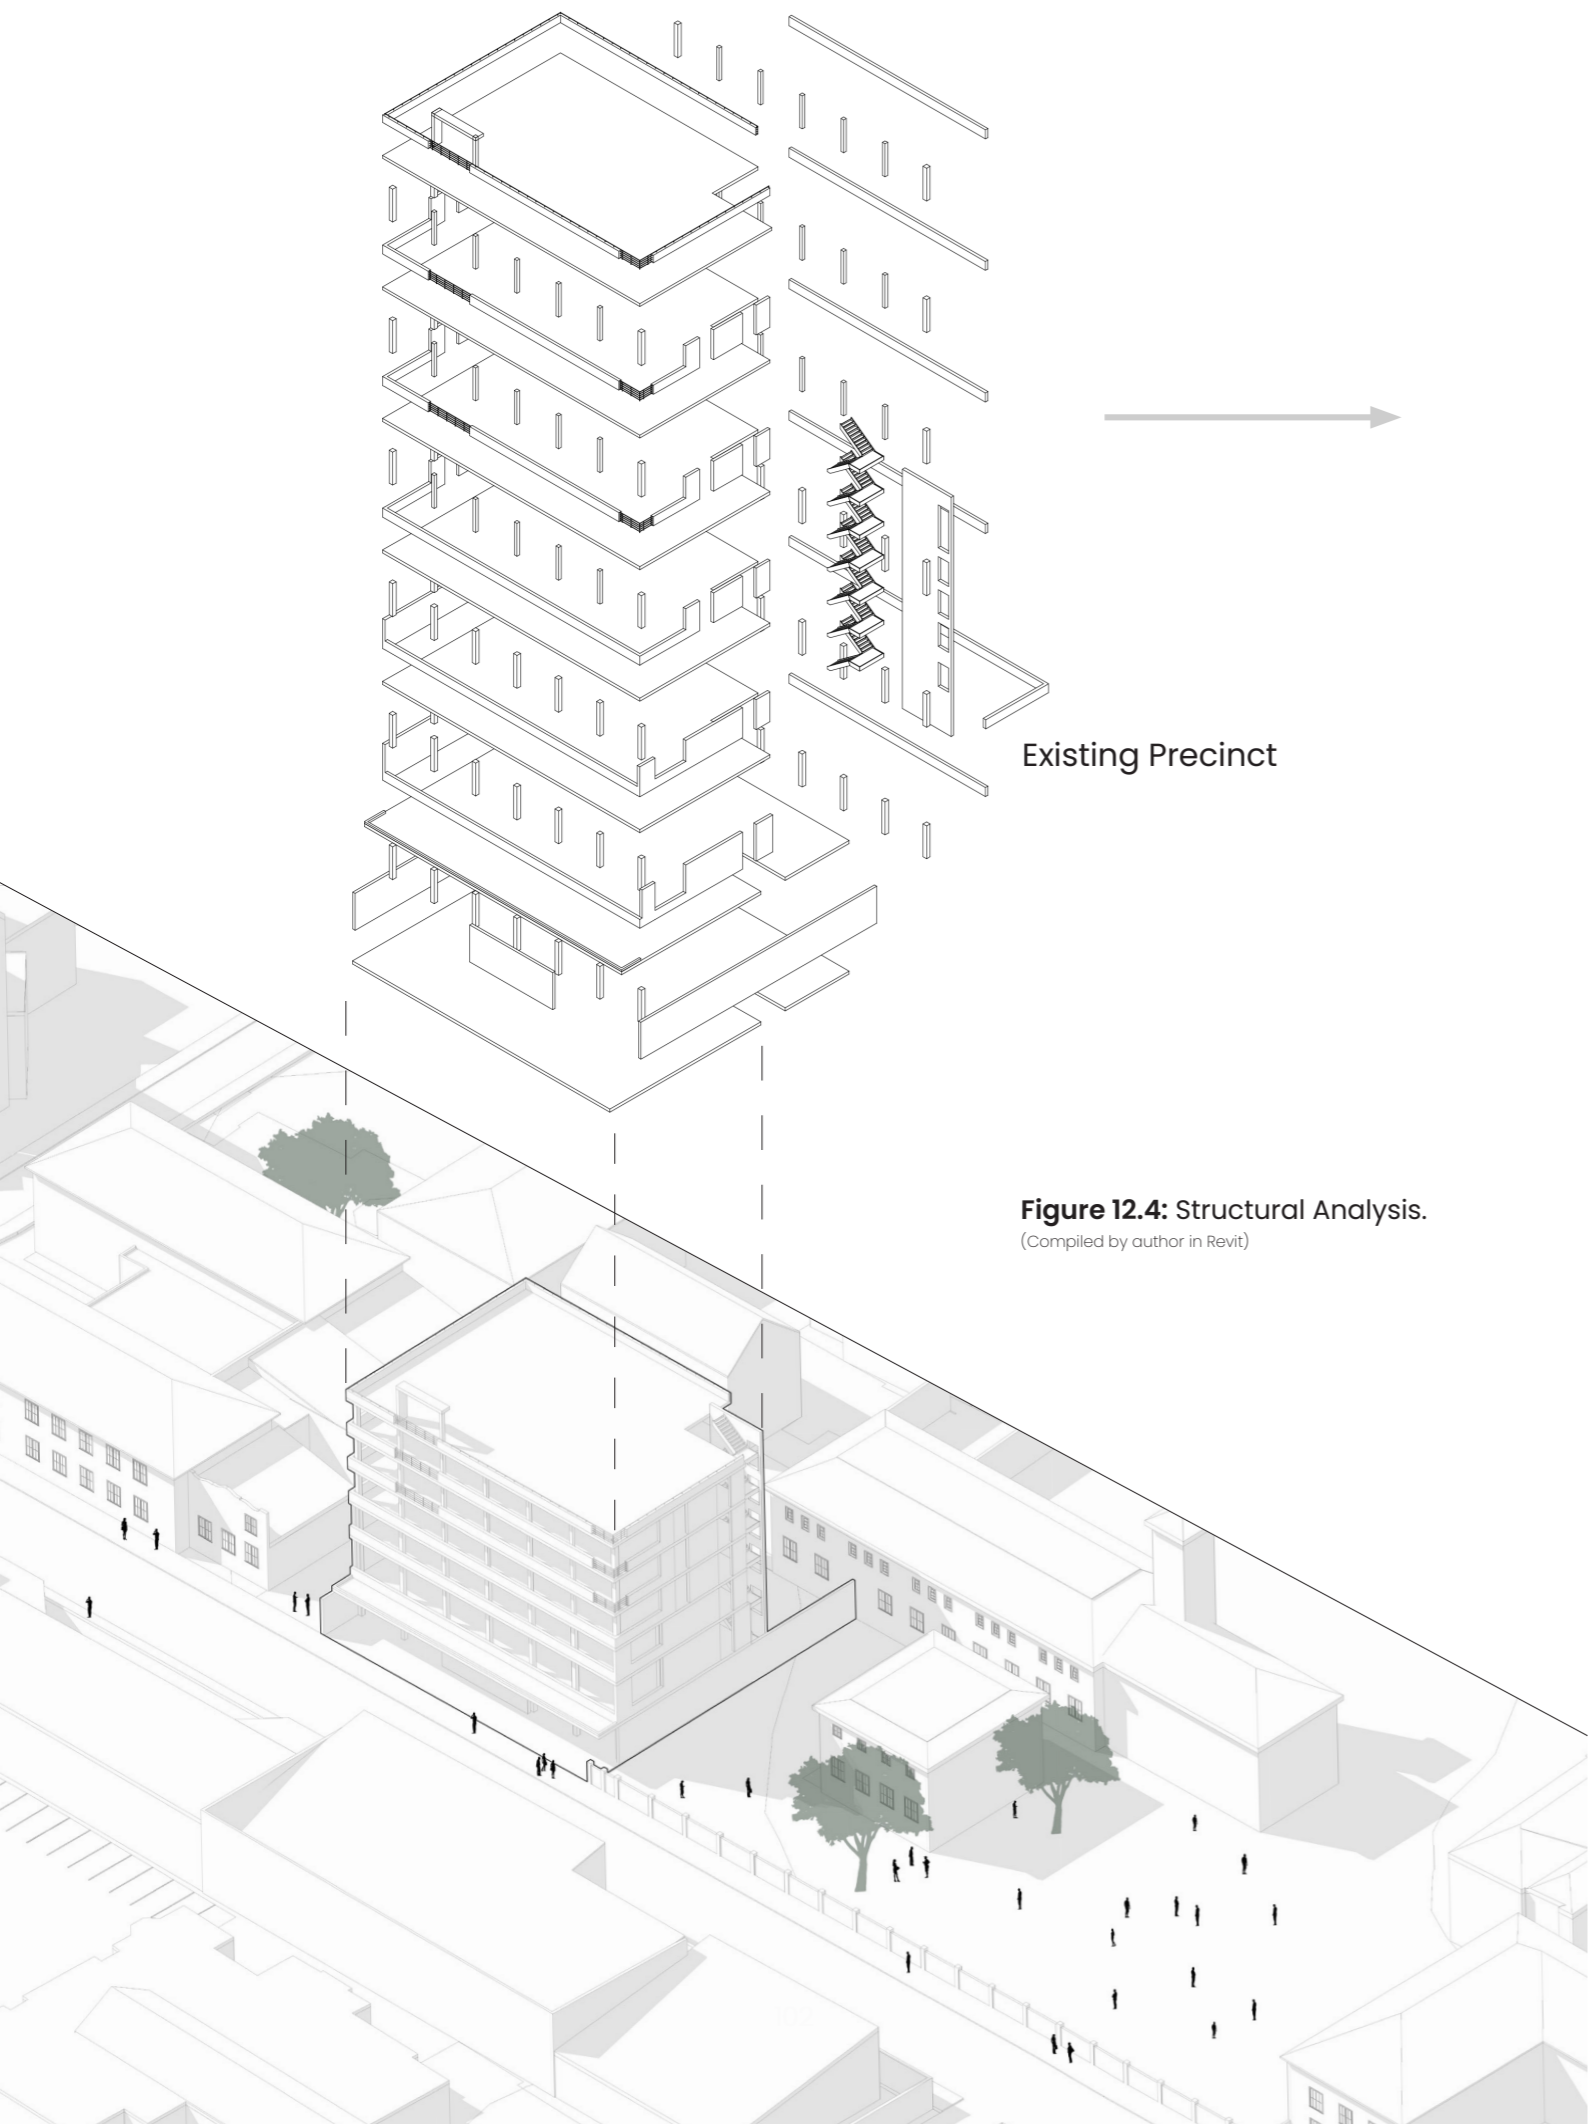 Existing Precinct
Figure 12.4: Structural Analysis.
(Compiled by author in Revit)